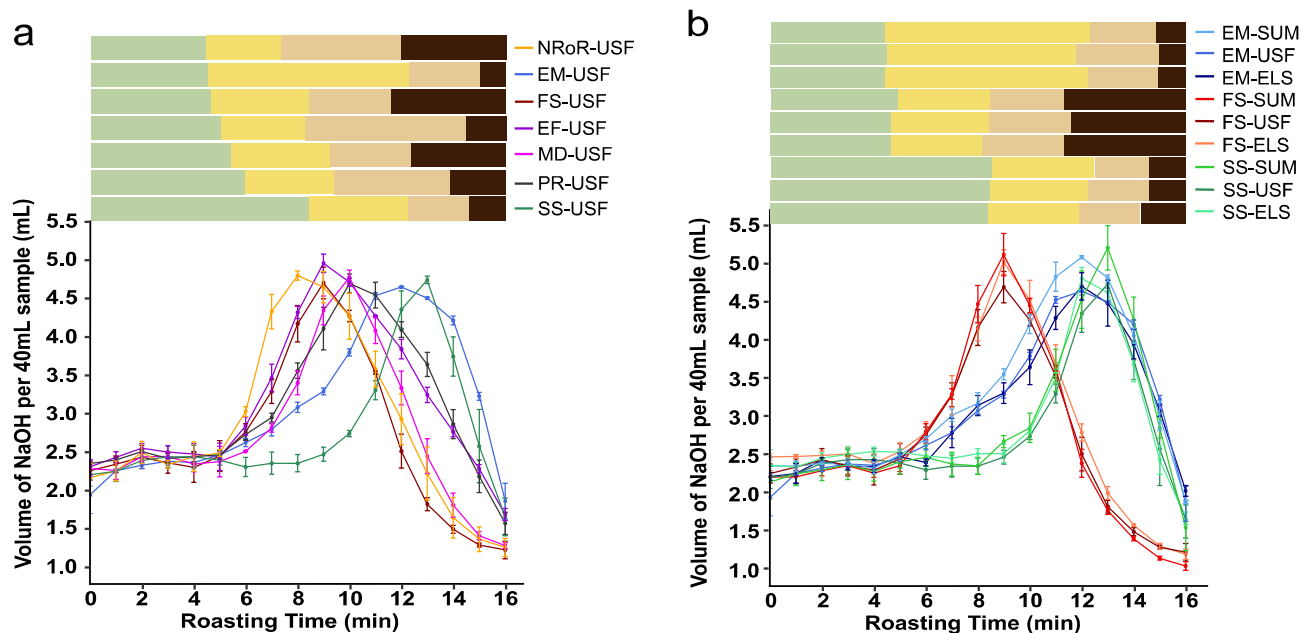 a
NRoR-USF
EM-USF
FS-USF
EF-USF
MD-USF
PR-USF
SS-USF
Volume of NaOH per 40mL sample (mL)
5.5
5.0
4.5
4.0
3.5
3.0
2.5
2.0
1.5
1.0
0 2 4 6 8 10 12 14 16
Roasting Time (min)
b
EM-SUM
EM-USF
EM-ELS
FS-SUM
FS-USF
FS-ELS
SS-SUM
SS-USF
SS-ELS
Volume of NaOH per 40mL sample (mL)
5.5
5.0
4.5
4.0
3.5
3.0
2.5
2.0
1.5
1.0
0 2 4 6 8 10 12 14 16
Roasting Time (min)